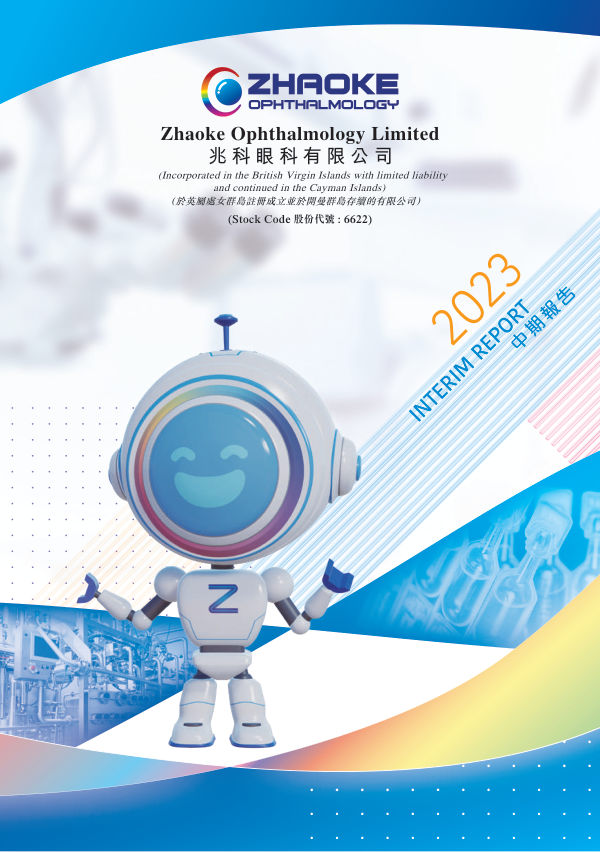 ZHAOKE
OPHTHALMOLOGY
Zhaoke Ophthalmology Limited
兆科眼科有限公司
(Incorporated in the British Virgin Islands with limited liability
and continued in the Cayman Islands)
(於英屬處女群島註冊成立並於開曼群島存續的有限公司)
(Stock Code 股份代號 : 6622)
2023
INTERIM REPORT
中期報告
Z